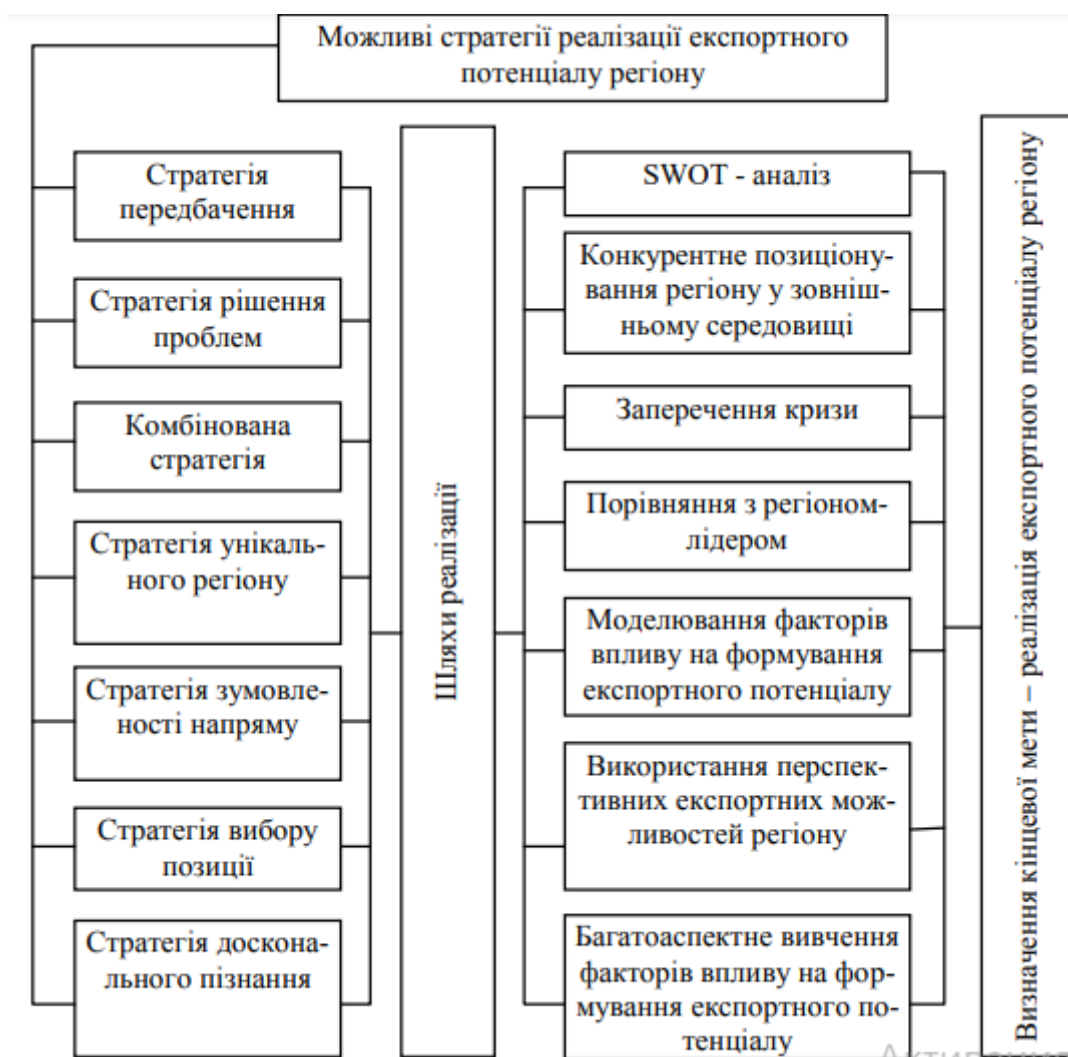 Можливі стратегії реалізації експортного
потенціалу регіону
Стратегія
передбачення
Стратегія рішення
проблем
Комбінована
стратегія
Стратегія унікаль-
ного регіону
Стратегія зумовле-
ності напряму
Стратегія вибору
позиції
Стратегія доскона-
льного пізнання
Шляхи реалізації
SWOT - аналіз
Конкурентне позиціону-
вання регіону у зовніш-
ньому середовищі
Заперечення кризи
Порівняння з регіоном-
лідером
Моделювання факторів
впливу на формування
експортного потенціалу
Використання перспек-
тивних експортних мож-
ливостей регіону
Багатоаспектне вивчення
факторів впливу на фор-
мування експортного по-
тенціалу
Визначення кінцевої мети – реалізація експортного потенціалу регіону